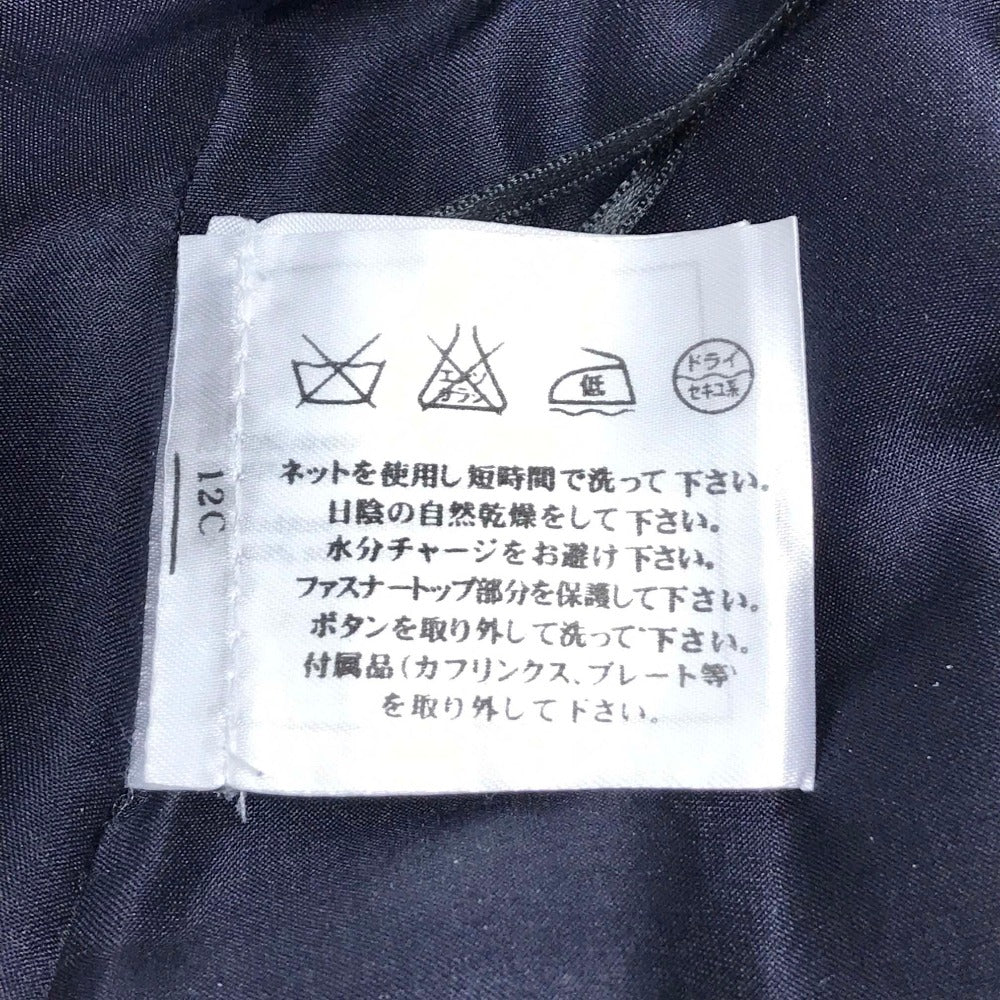 エンソ
サラシ
低
ドライ
セキユ系
ネットを使用し短時間で洗って下さい。
日陰の自然乾燥をして下さい。
水分チャージをお避け下さい。
ファスナートップ部分を保護して下さい。
ボタンを取り外して洗って下さい。
付属品(カフリンクス、プレート等)
を取り外して下さい。
12C